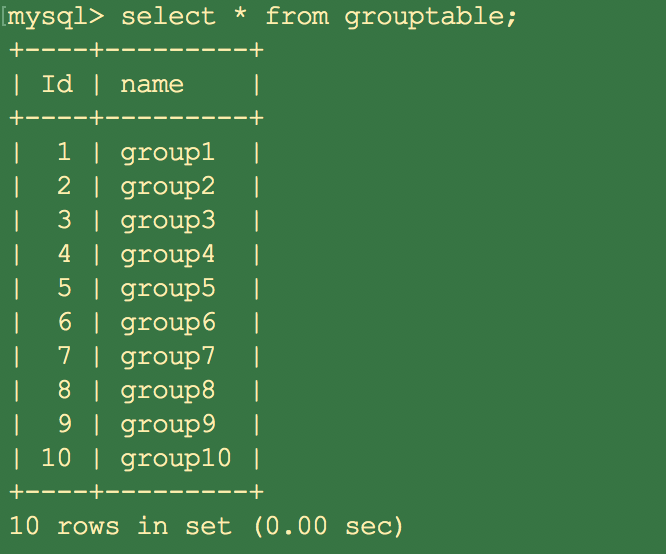 [mysql> select * from grouptable;
+----+---------+
| Id | name    |
+----+---------+
|  1 | group1  |
|  2 | group2  |
|  3 | group3  |
|  4 | group4  |
|  5 | group5  |
|  6 | group6  |
|  7 | group7  |
|  8 | group8  |
|  9 | group9  |
| 10 | group10 |
+----+---------+
10 rows in set (0.00 sec)